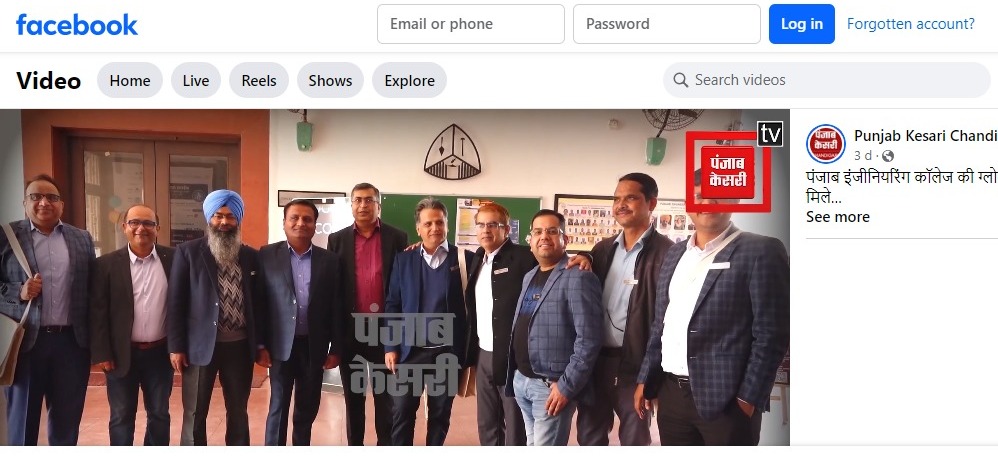 facebook
Email or phone
Password
Log in
Forgotten account?
Video
Home
Live
Reels
Shows
Explore
Search videos
tv
पंजाब
केसरी
पंजाब
केसरी
पंजाब
केसरी
Punjab Kesari Chandi
3 d
पंजाब इंजीनियरिंग कॉलेज की ग्लो
मिले...
See more